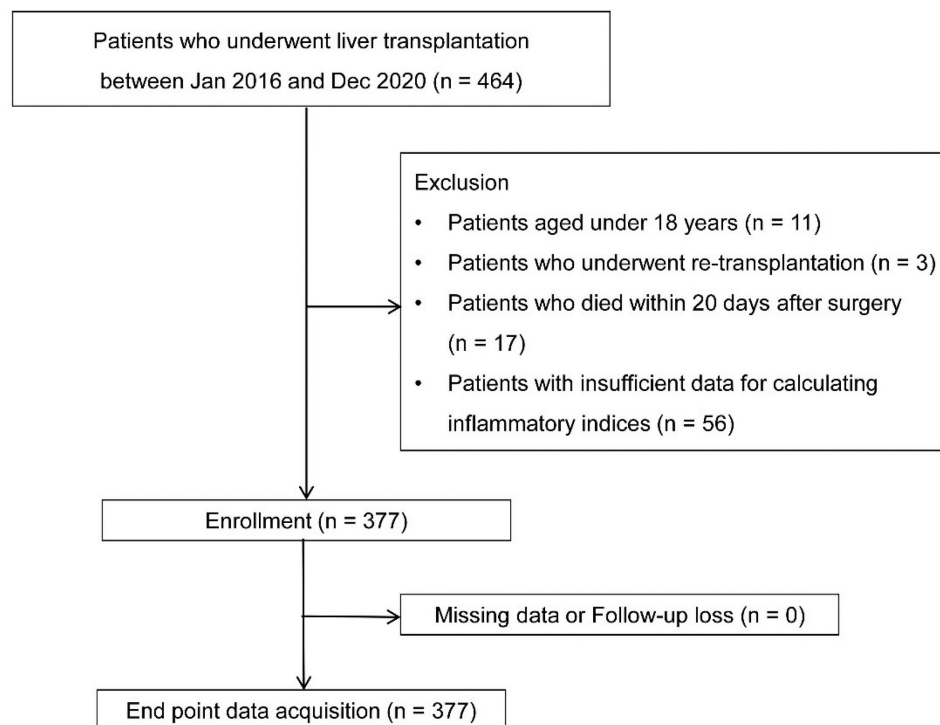 Patients who underwent liver transplantation
between Jan 2016 and Dec 2020 (n = 464)
Exclusion
• Patients aged under 18 years (n = 11)
• Patients who underwent re-transplantation (n = 3)
• Patients who died within 20 days after surgery
(n = 17)
• Patients with insufficient data for calculating
inflammatory indices (n = 56)
Enrollment (n = 377)
Missing data or Follow-up loss (n = 0)
End point data acquisition (n = 377)